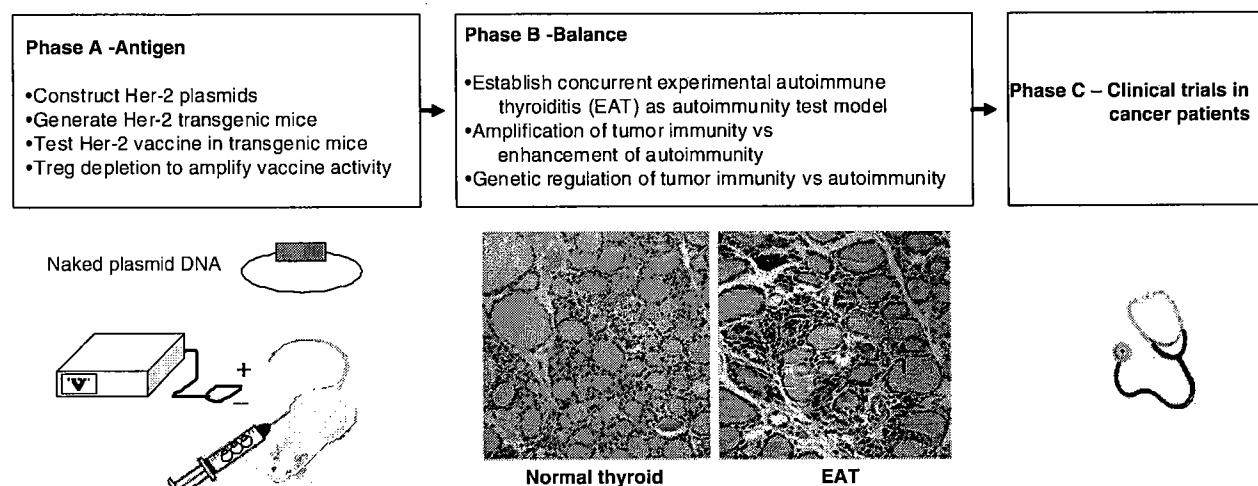 Phase A -Antigen
•Construct Her-2 plasmids
•Generate Her-2 transgenic mice
•Test Her-2 vaccine in transgenic mice
•Treg depletion to amplify vaccine activity
Phase B -Balance
•Establish concurrent experimental autoimmune
thyroiditis (EAT) as autoimmunity test model
•Amplification of tumor immunity vs
enhancement of autoimmunity
•Genetic regulation of tumor immunity vs autoimmunity
Phase C – Clinical trials in
cancer patients
Naked plasmid DNA
"V"
+
–
Normal thyroid
EAT